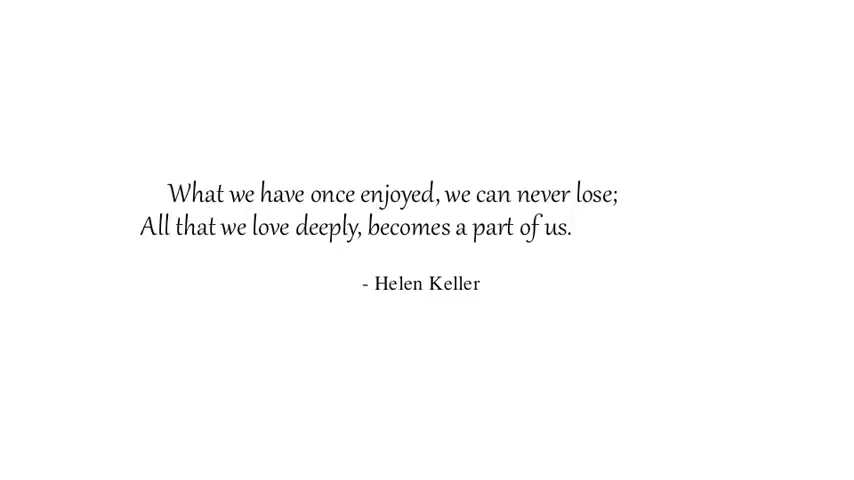 What we have once enjoyed, we can never lose;
All that we love deeply, becomes a part of us.
- Helen Keller